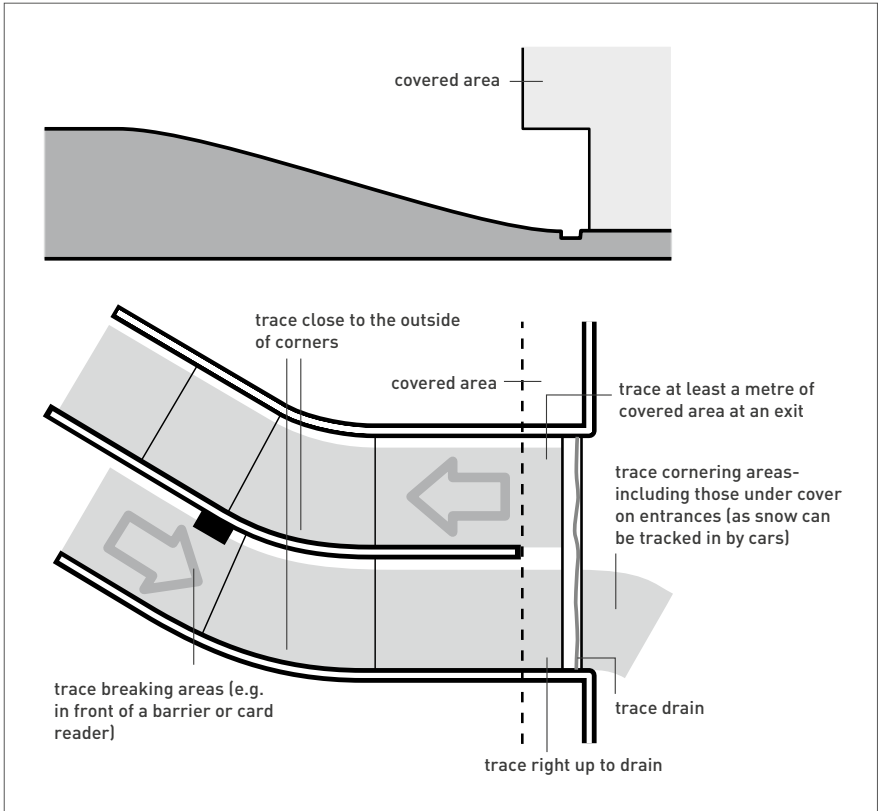 covered area
trace close to the outside
of corners
covered area
trace at least a metre of
covered area at an exit
trace cornering areas-
including those under cover
on entrances (as snow can
be tracked in by cars)
trace breaking areas (e.g.
in front of a barrier or card
reader)
trace drain
trace right up to drain